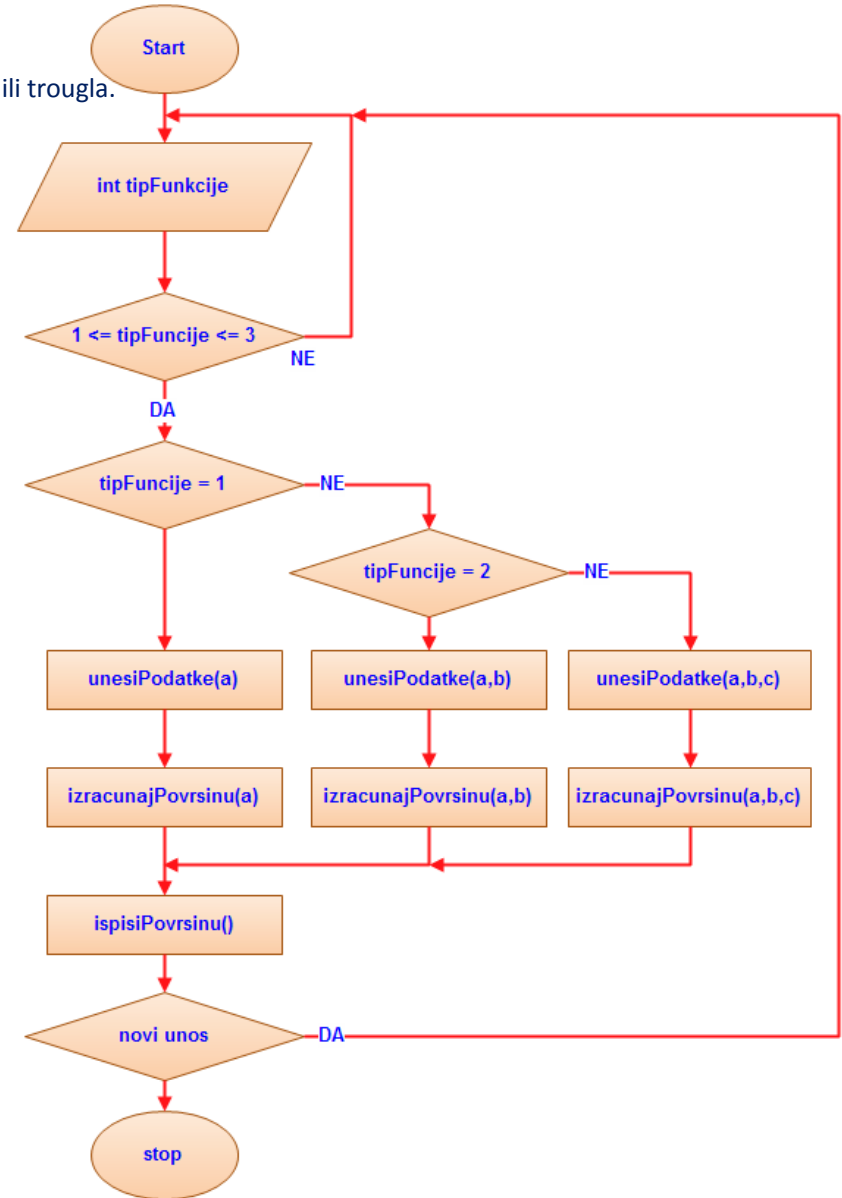 Start
ili trougla.
int tipFunkcije
1 <= tipFuncije <= 3
NE
DA
tipFuncije = 1
NE
tipFuncije = 2
NE
unesiPodatke(a)
unesiPodatke(a,b)
unesiPodatke(a,b,c)
izracunajPovrsinu(a)
izracunajPovrsinu(a,b)
izracunajPovrsinu(a,b,c)
ispisiPovrsinu()
novi unos
DA
stop